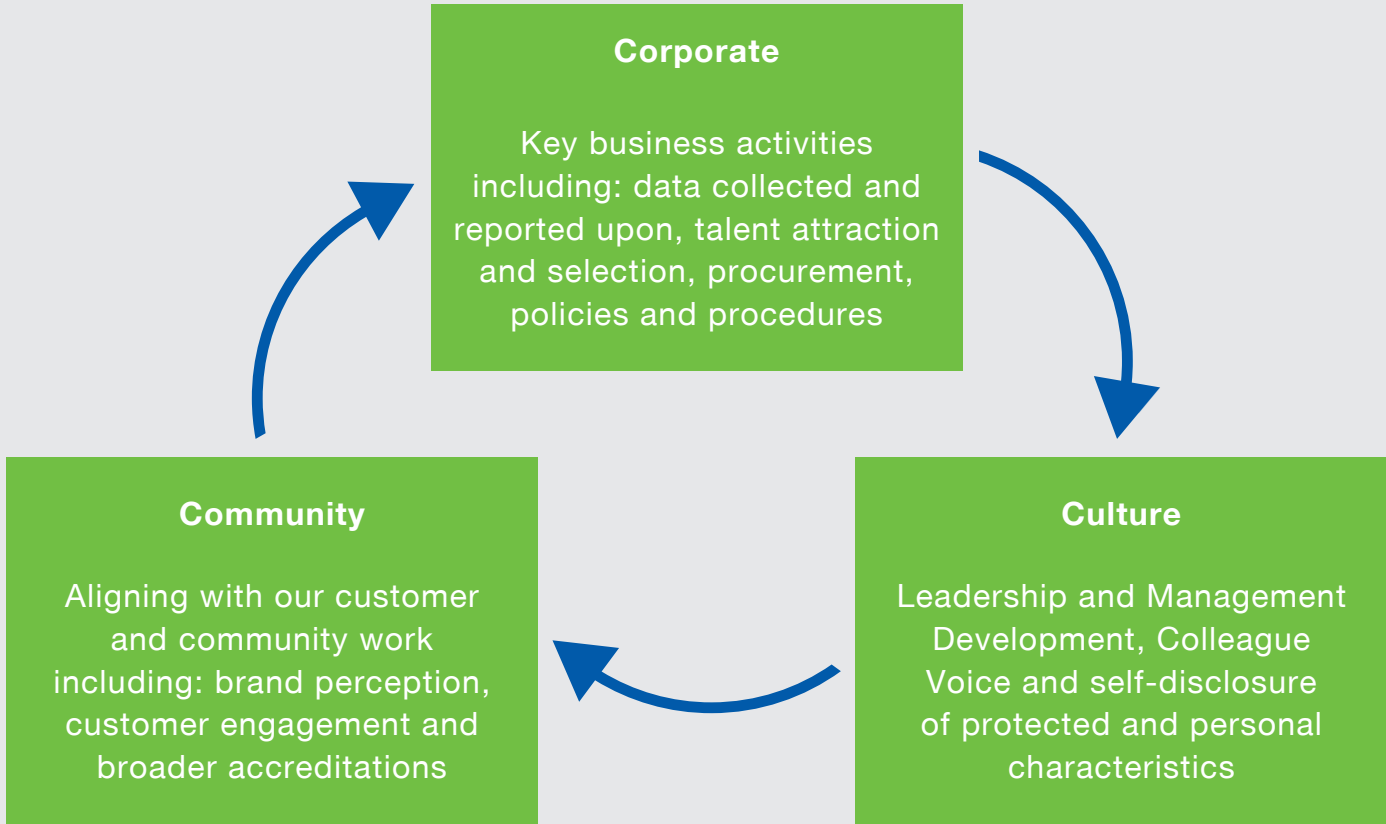 Corporate
Key business activities
including: data collected and
reported upon, talent attraction
and selection, procurement,
policies and procedures
Community
Aligning with our customer
and community work
including: brand perception,
customer engagement and
broader accreditations
Culture
Leadership and Management
Development, Colleague
Voice and self-disclosure
of protected and personal
characteristics